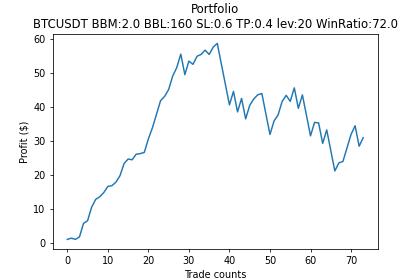 Portfolio
BTCUSDT BBM:2.0 BBL:160 SL:0.6 TP:0.4 lev:20 WinRatio:72.0
60
50
40
30
20
10
0
Profit ($)
0 10 20 30 40 50 60 70
Trade counts